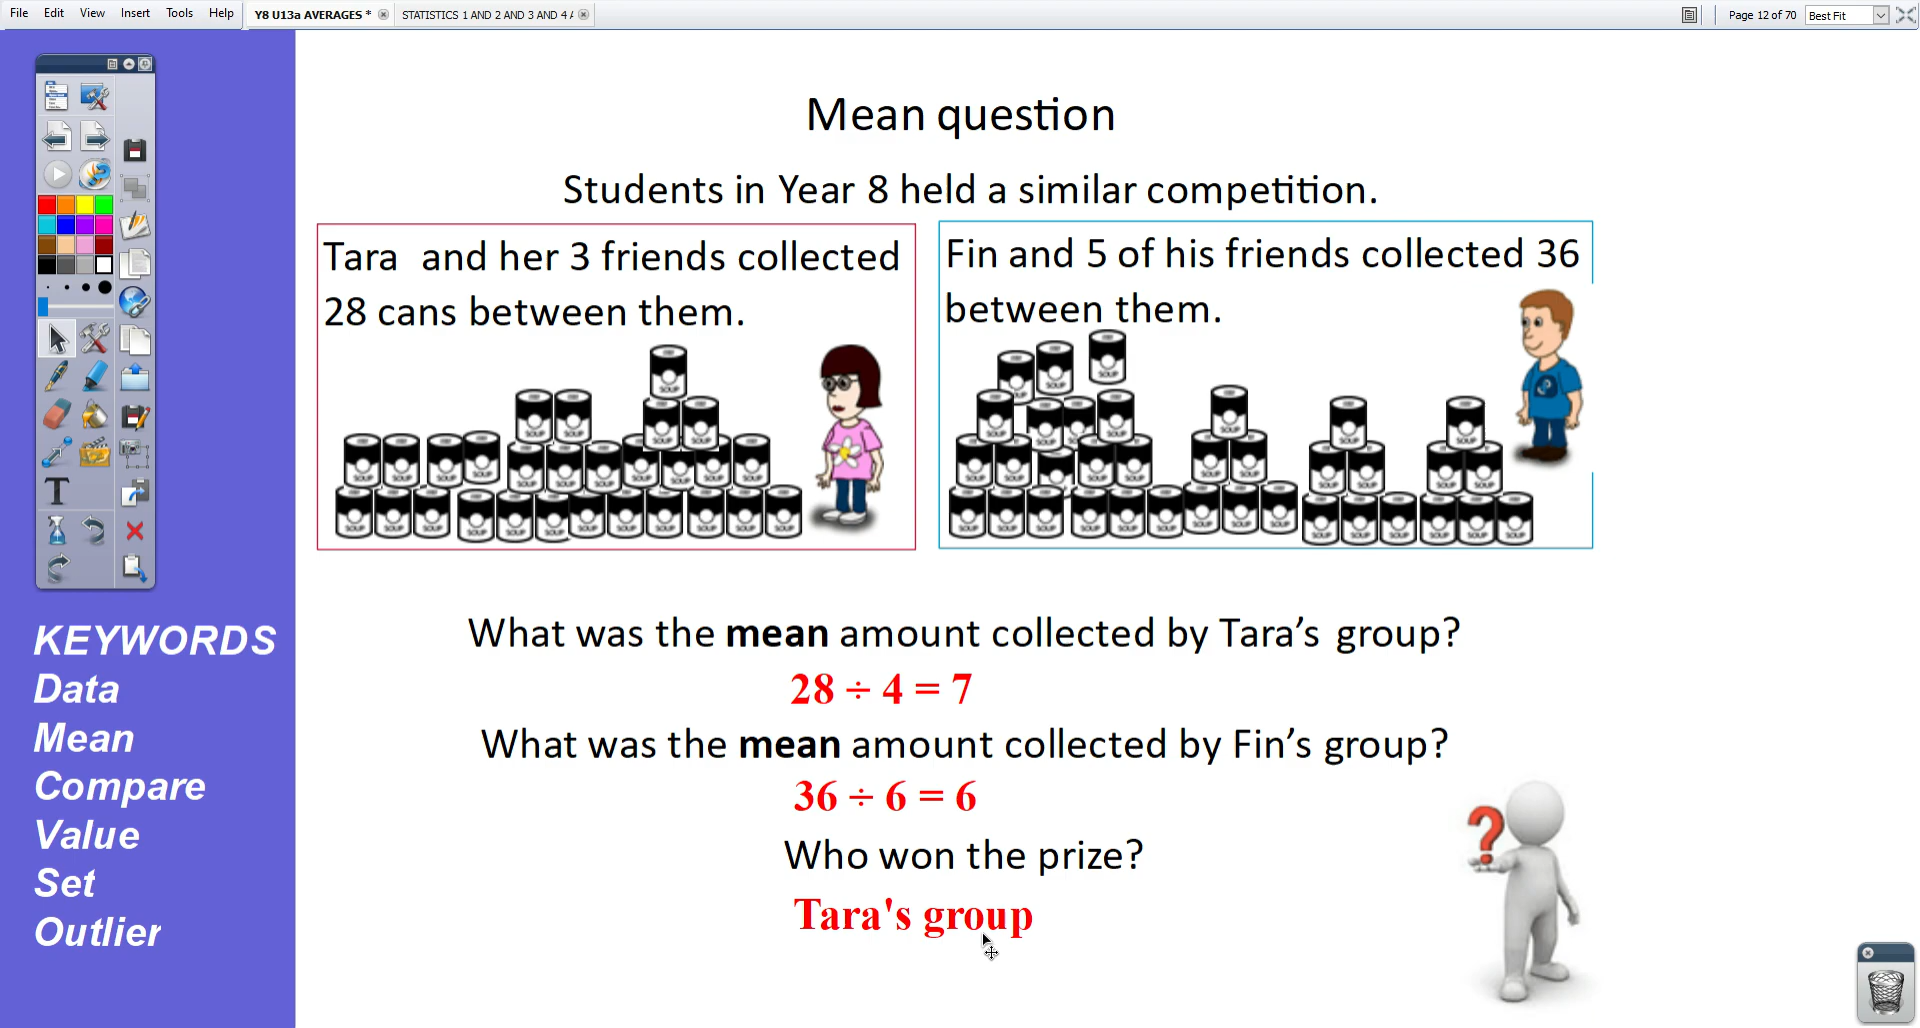 File Edit View Insert Tools Help Y8 U13a AVERAGES * STATISTICS 1 AND 2 AND 3 AND 4 Page 12 of 70 Best Fit
Mean question
Students in Year 8 held a similar competition.
Tara and her 3 friends collected
28 cans between them.
Fin and 5 of his friends collected 36
between them.
What was the mean amount collected by Tara's group?
28 ÷ 4 = 7
What was the mean amount collected by Fin's group?
36 ÷ 6 = 6
Who won the prize?
Tara's group
KEYWORDS
Data
Mean
Compare
Value
Set
Outlier